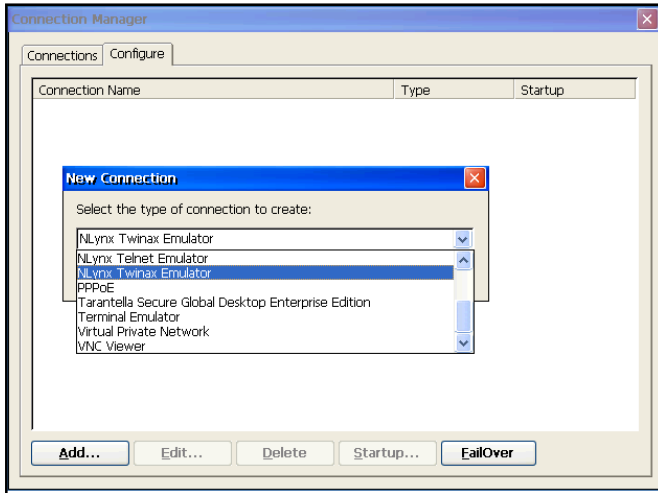 Connection Manager
Connections Configure
Connection Name Type Startup
New Connection
Select the type of connection to create:
NLynx Twinax Emulator
NLynx Telnet Emulator
NLynx Twinax Emulator
PPPoE
Tarantella Secure Global Desktop Enterprise Edition
Terminal Emulator
Virtual Private Network
VNC Viewer
Add... Edit... Delete Startup... FailOver